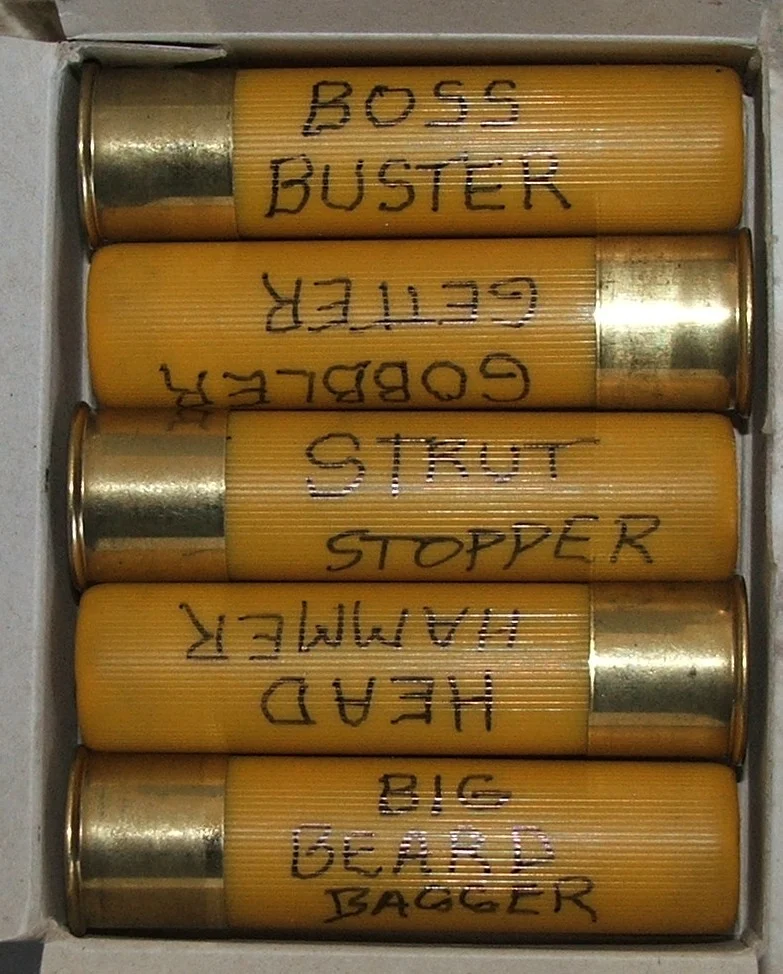 BOSS
BUSTER
GOBBLER
GETTER
STRUT
STOPPER
HEAD
HAMMER
BIG
BEARD
BAGGER